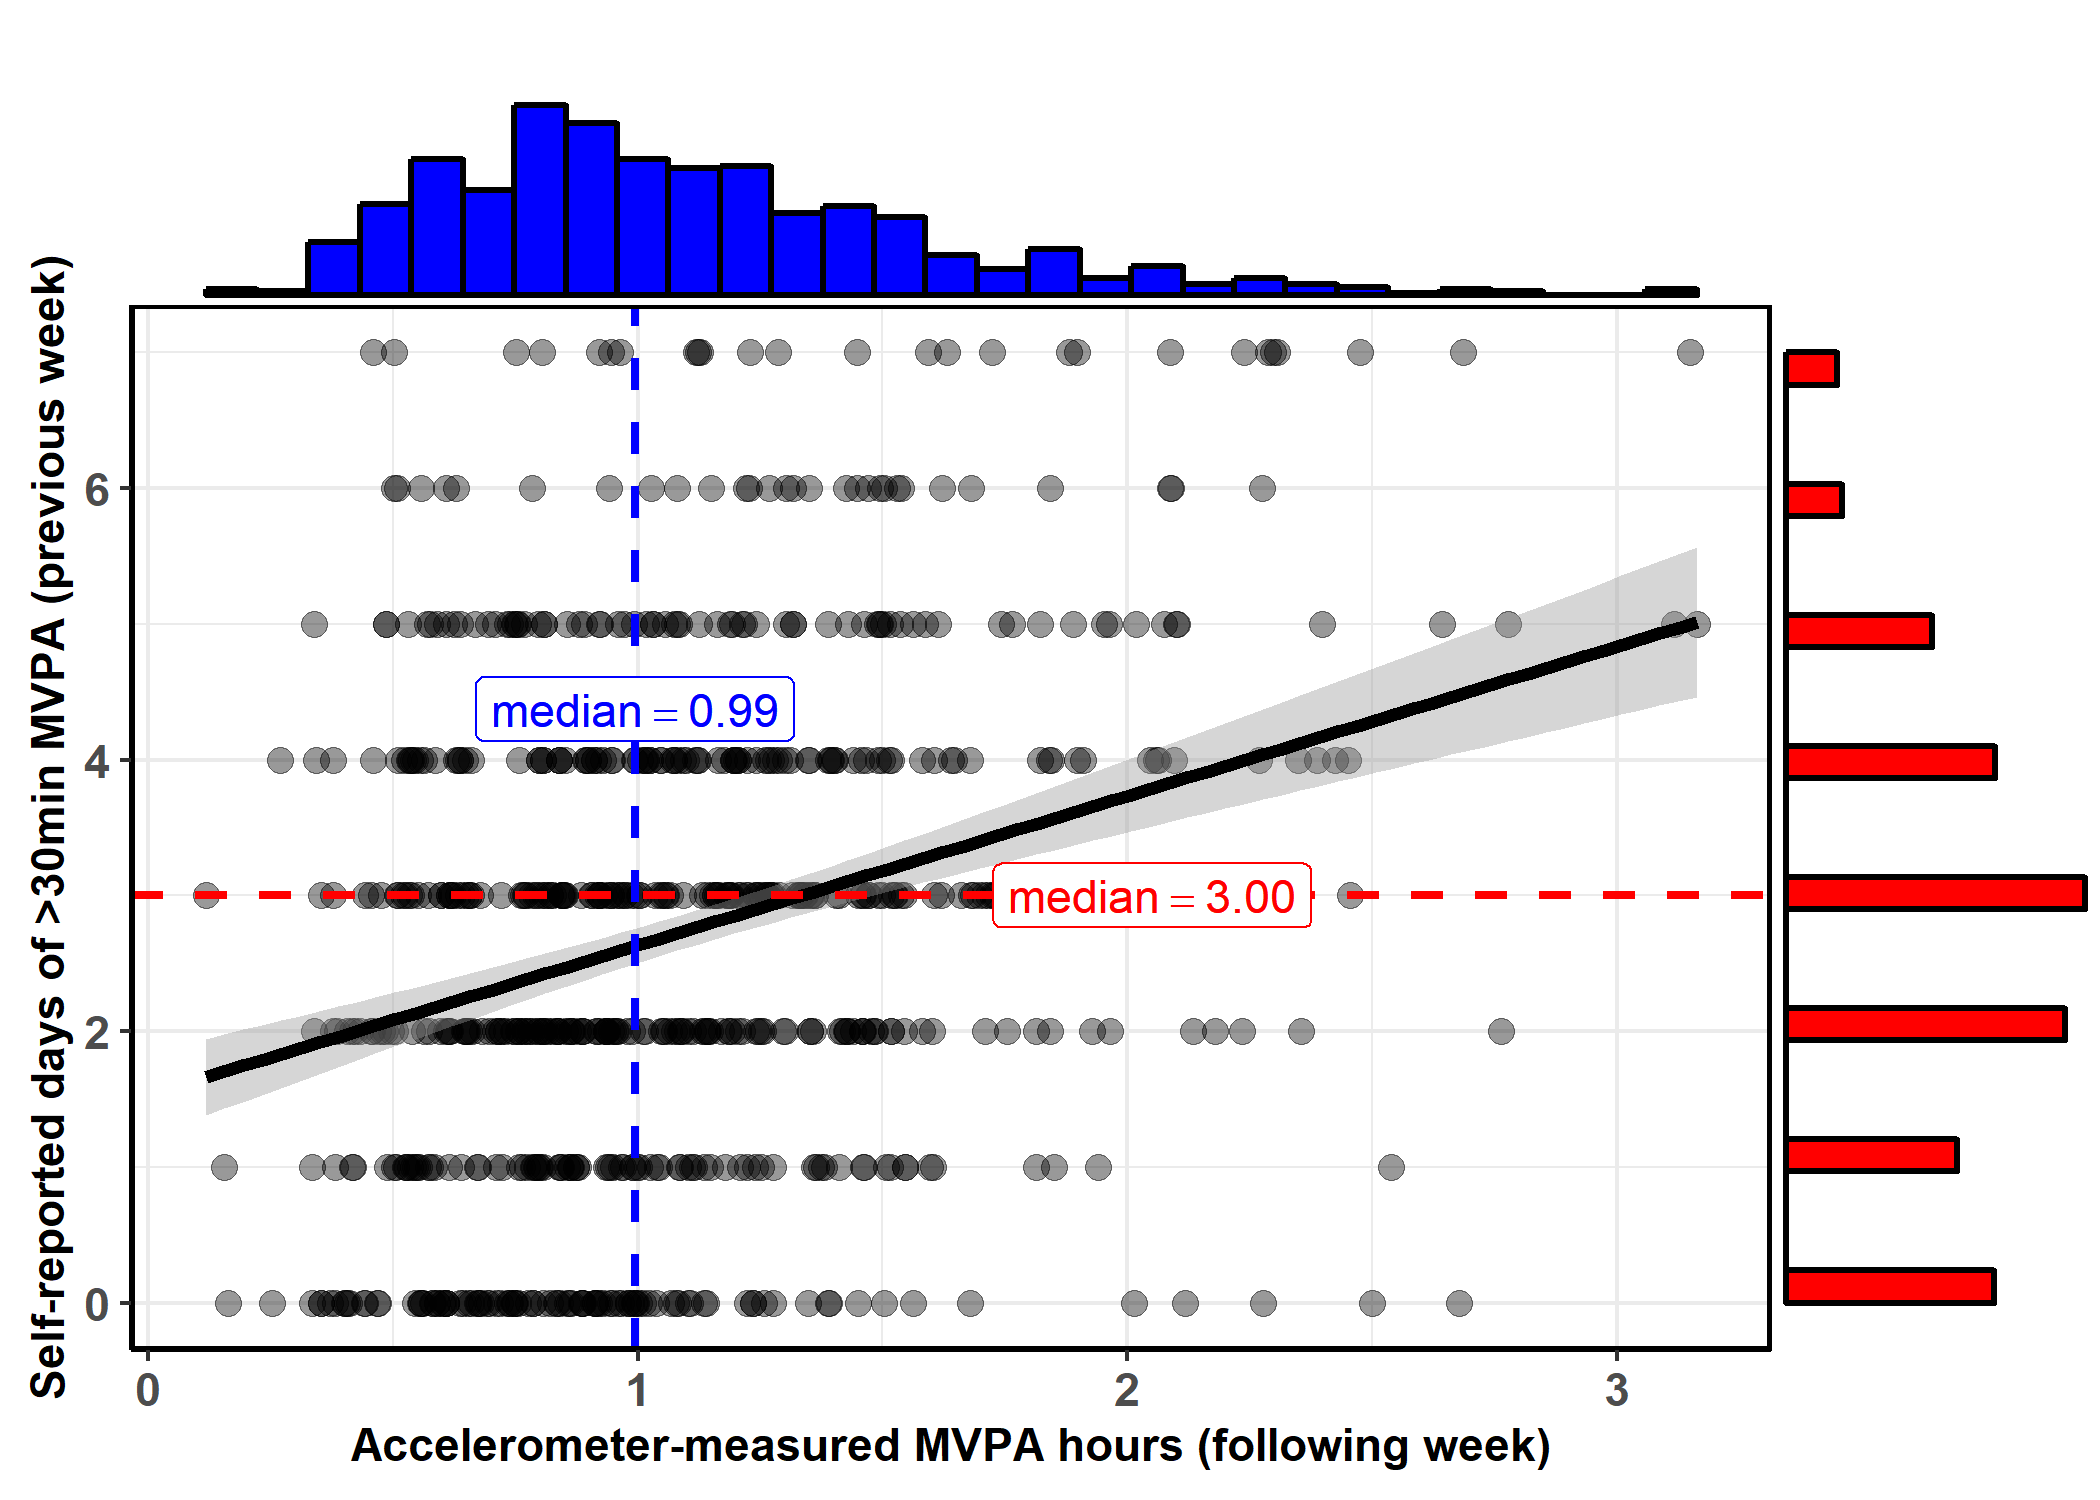 Self-reported days of >30min MVPA (previous week)
6
4
2
0
median = 0.99
median = 3.00
0 1 2 3
Accelerometer-measured MVPA hours (following week)